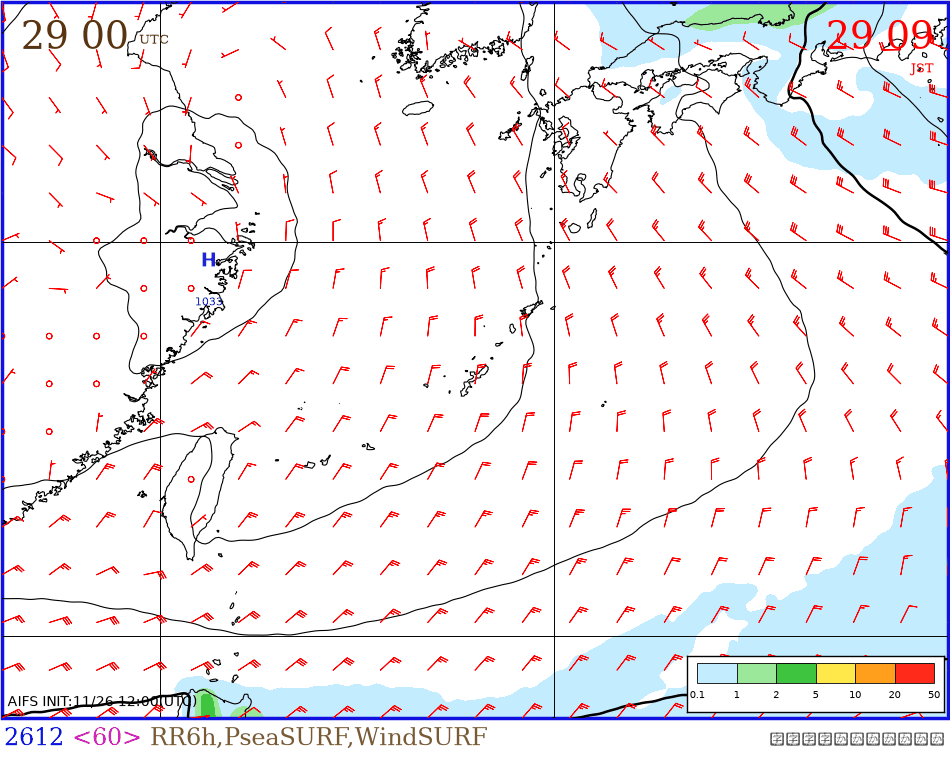 29 00 UTC
29 09 JST
H
1033
AIFS INIT:11/26 12:00(UTC)
0.1 1 2 5 10 20 50
2612 <60> RR6h,PseaSURF,WindSURF